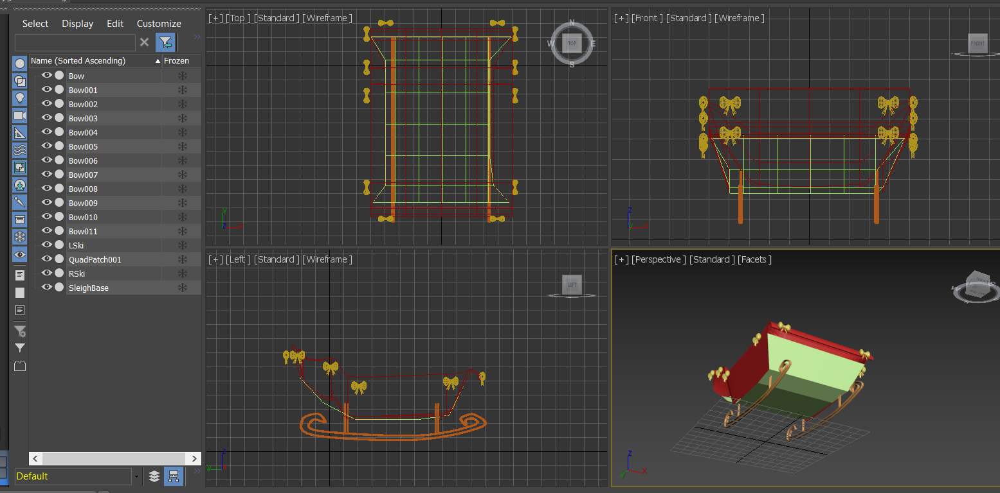 Select Display Edit Customize
Name (Sorted Ascending) ▲ Frozen
Bow
Bow001
Bow002
Bow003
Bow004
Bow005
Bow006
Bow007
Bow008
Bow009
Bow010
Bow011
LSki
QuadPatch001
RSki
SleighBase
Default
[+] [Top ] [Standard ] [Wireframe ]
N
W TOP E
S
y
z x
[+] [Front ] [Standard ] [Wireframe ]
FRONT
z
y x
[+] [Left ] [Standard ] [Wireframe ]
LEFT
z
y x
[+] [Perspective ] [Standard ] [Facets ]
z
y x